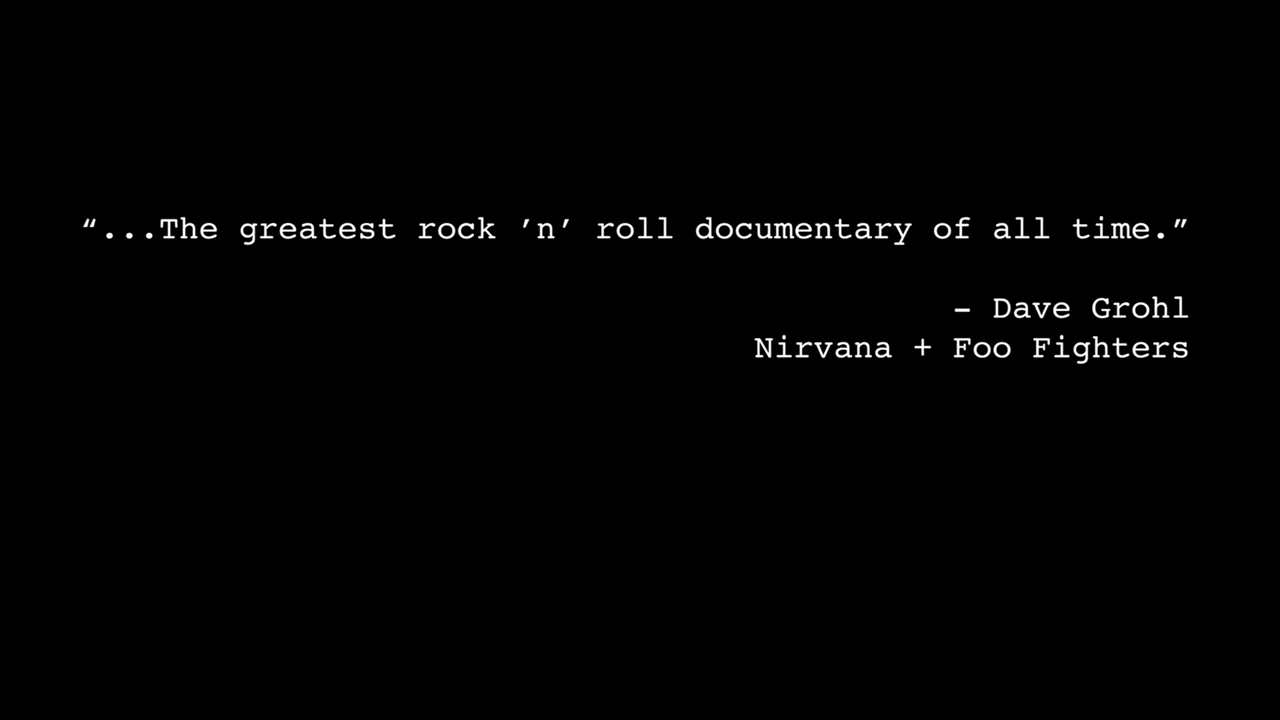 “...The greatest rock ’n’ roll documentary of all time.”
– Dave Grohl
Nirvana + Foo Fighters